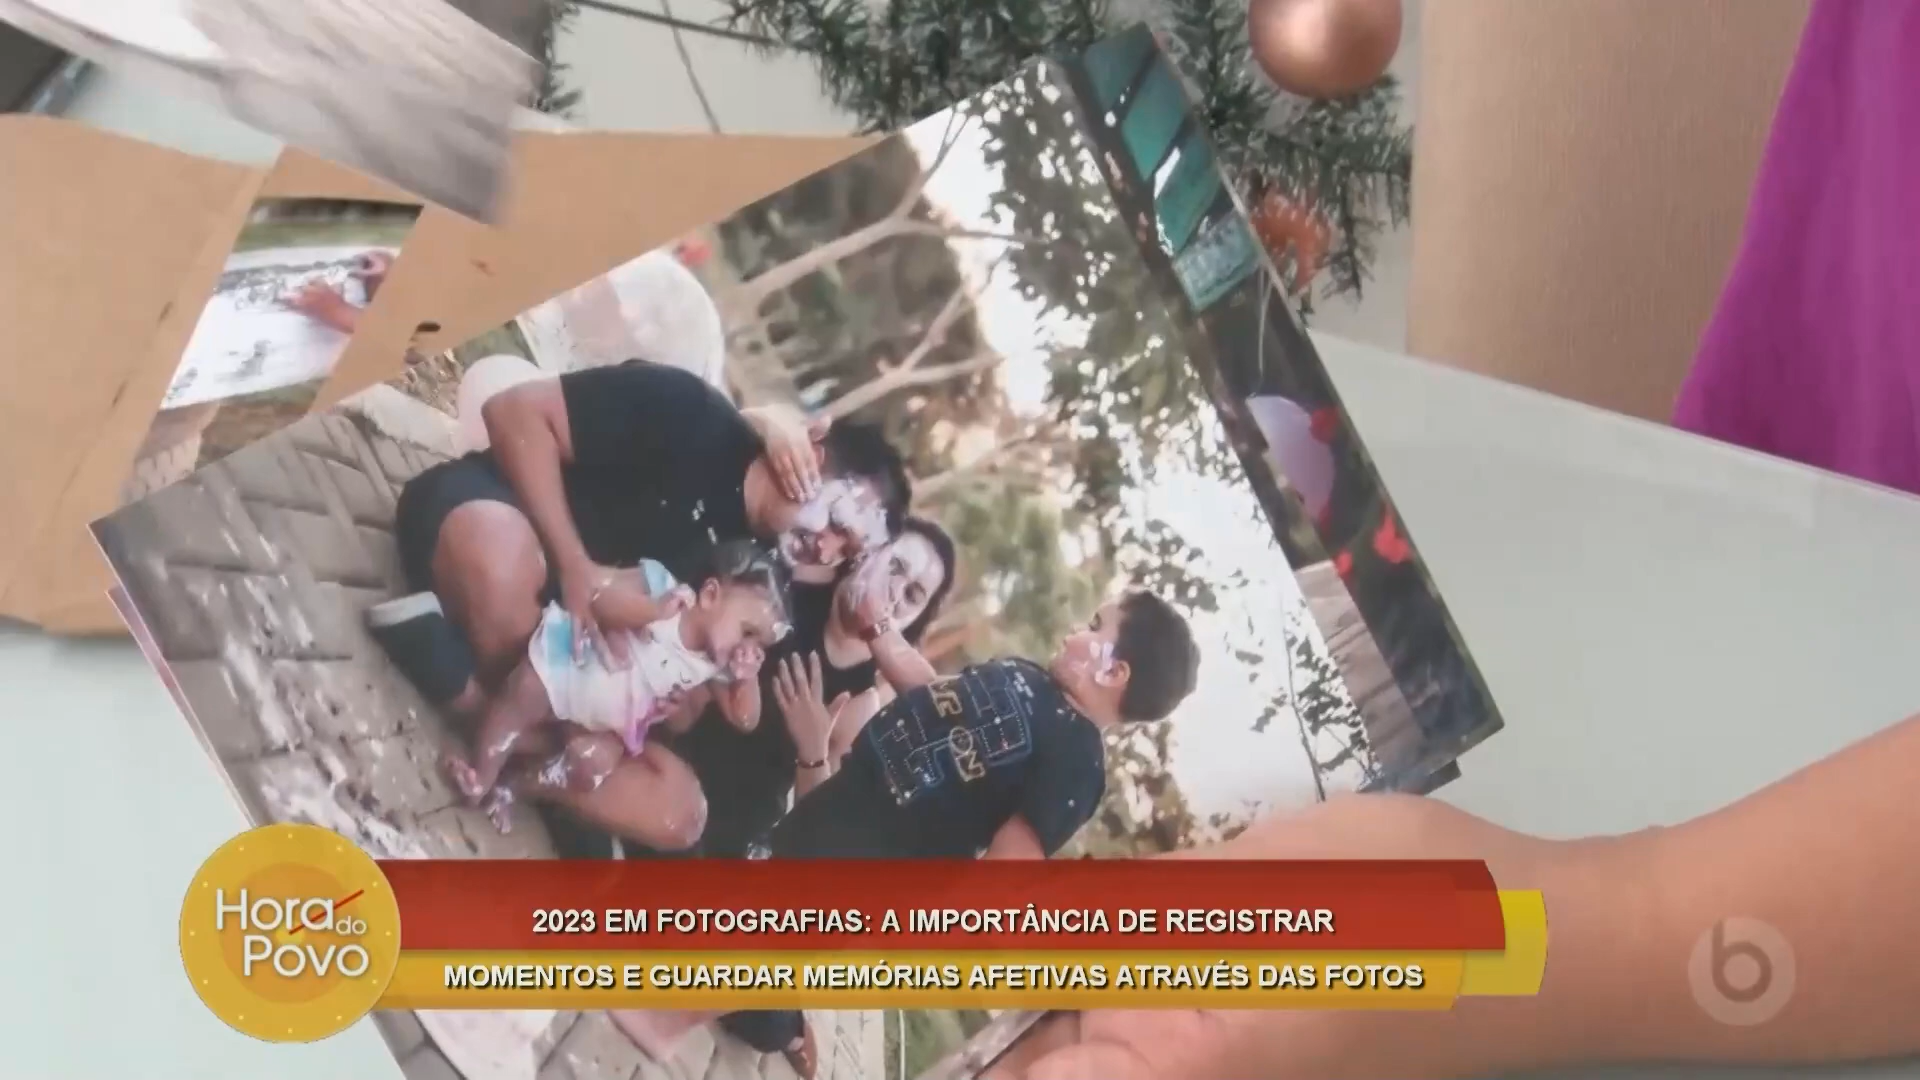 Hora do Povo
2023 EM FOTOGRAFIAS: A IMPORTÂNCIA DE REGISTRAR
MOMENTOS E GUARDAR MEMÓRIAS AFETIVAS ATRAVÉS DAS FOTOS
b